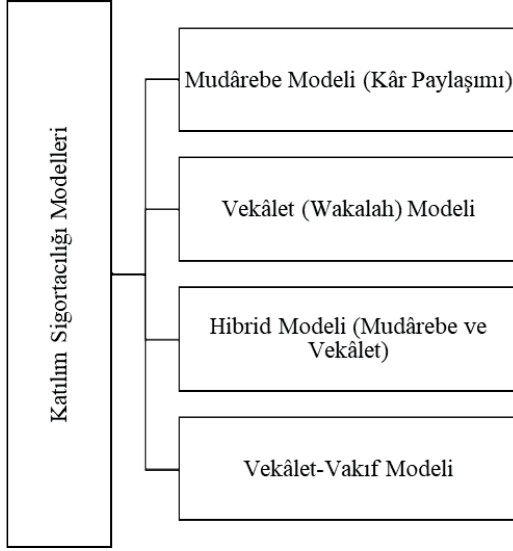 Katılım Sigortacılığı Modelleri
Mudârebe Modeli (Kâr Paylaşımı)
Vekâlet (Wakalah) Modeli
Hibrid Modeli (Mudârebe ve
Vekâlet)
Vekâlet-Vakıf Modeli